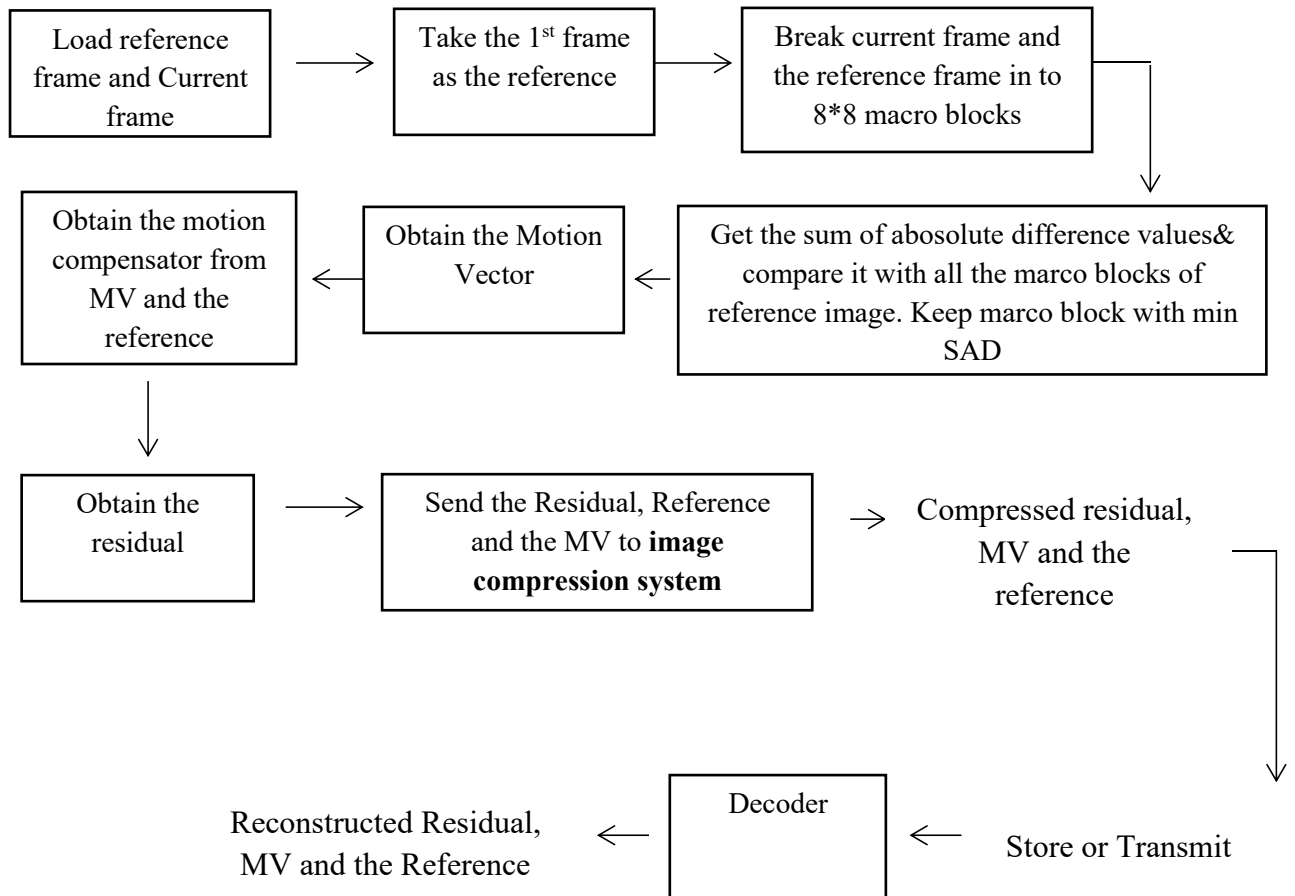 Load reference
frame and Current
frame
Take the 1st frame
as the reference
Break current frame and
the reference frame in to
8*8 macro blocks
Get the sum of abosolute difference values&
compare it with all the marco blocks of
reference image. Keep marco block with min
SAD
Obtain the Motion
Vector
Obtain the motion
compensator from
MV and the
reference
Obtain the
residual
Send the Residual, Reference
and the MV to image
compression system
Compressed residual,
MV and the
reference
Store or Transmit
Decoder
Reconstructed Residual,
MV and the Reference